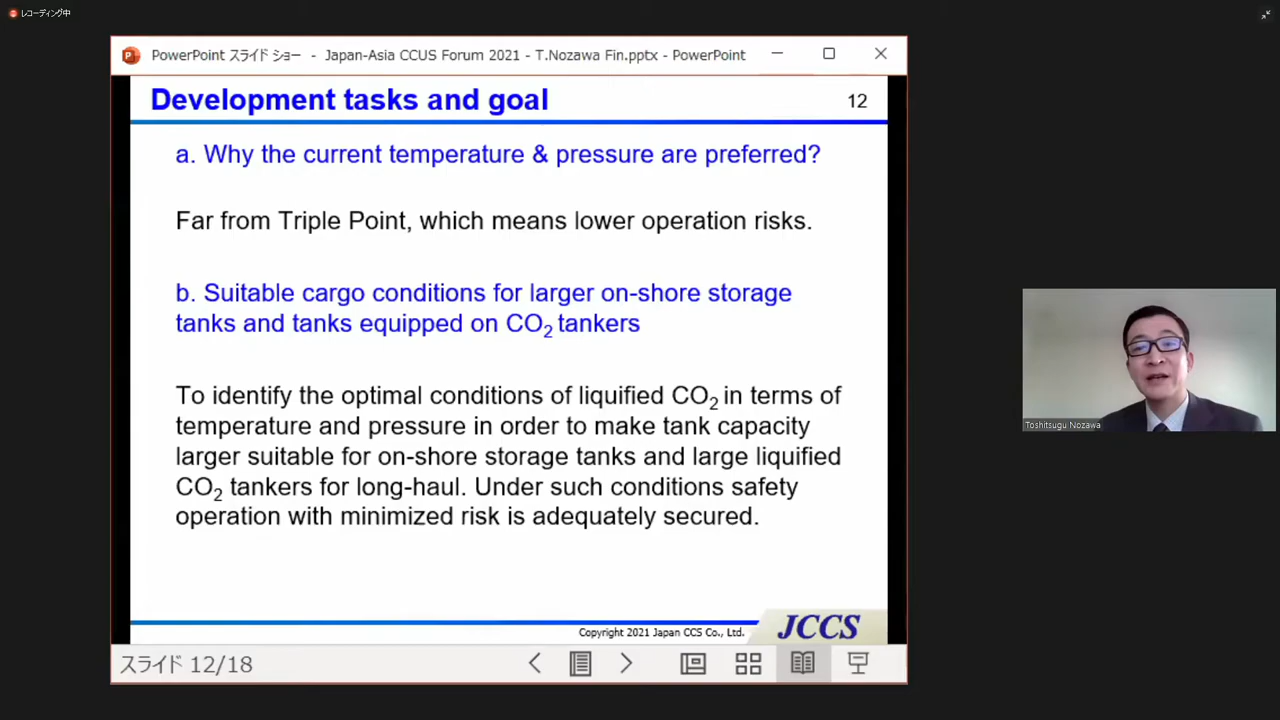 レコーディング中
PowerPoint スライド ショー - Japan-Asia CCUS Forum 2021 - T.Nozawa Fin.pptx - PowerPoint
Development tasks and goal
12
a. Why the current temperature & pressure are preferred?
Far from Triple Point, which means lower operation risks.
b. Suitable cargo conditions for larger on-shore storage
tanks and tanks equipped on CO2 tankers
To identify the optimal conditions of liquified CO2 in terms of
temperature and pressure in order to make tank capacity
larger suitable for on-shore storage tanks and large liquified
CO2 tankers for long-haul. Under such conditions safety
operation with minimized risk is adequately secured.
Toshitsugu Nozawa
Copyright 2021 Japan CCS Co., Ltd.
JCCS
スライド 12/18